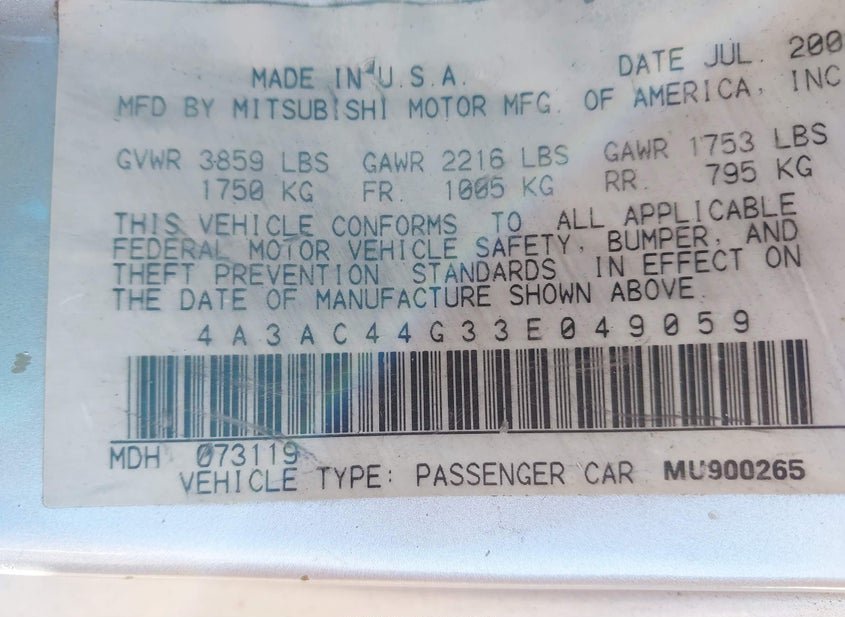 MADE IN U.S.A. DATE JUL. 200
MFD BY MITSUBISHI MOTOR MFG. OF AMERICA, INC
GVWR 3859 LBS GAWR 2216 LBS GAWR 1753 LBS
1750 KG FR. 1005 KG RR. 795 KG
THIS VEHICLE CONFORMS TO ALL APPLICABLE
FEDERAL MOTOR VEHICLE SAFETY, BUMPER, AND
THEFT PREVENTION STANDARDS IN EFFECT ON
THE DATE OF MANUFACTURE SHOWN ABOVE.
4A3AC44G33E049059
MDH 073119
VEHICLE TYPE: PASSENGER CAR MU900265